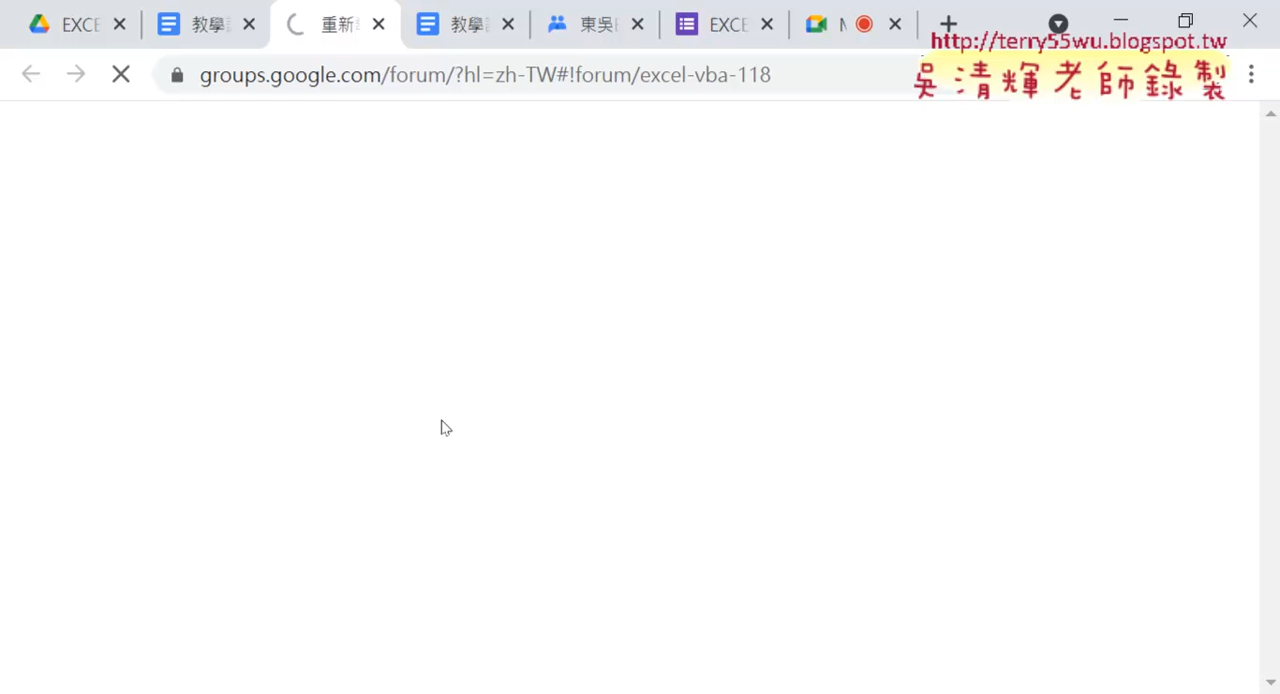 EXCE
教學
重新
教學
東吳
EXCE
http://terry55wu.blogspot.tw
groups.google.com/forum/?hl=zh-TW#!forum/excel-vba-118
吳清輝老師錄製